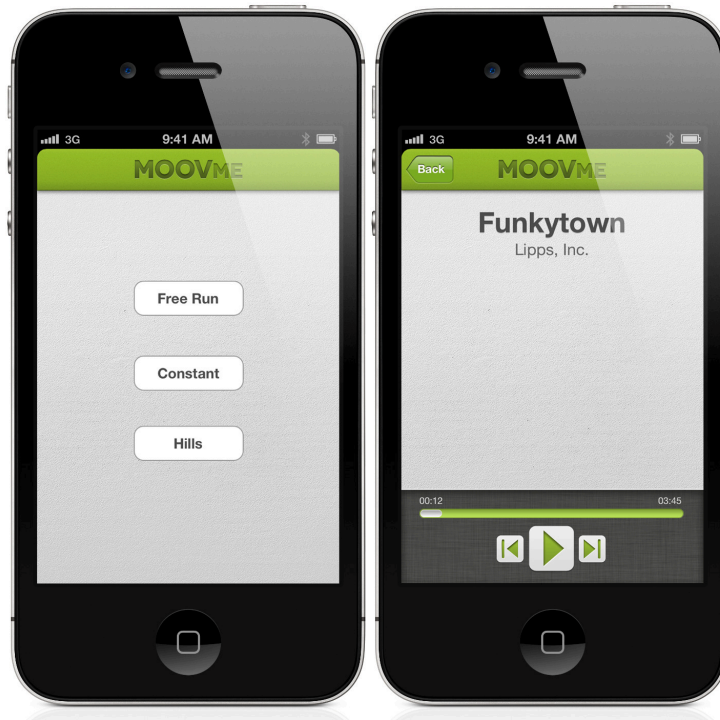 3G 9:41 AM
MOOVME
Free Run
Constant
Hills
3G 9:41 AM
Back MOOVME
Funkytown
Lipps, Inc.
00:12 03:45